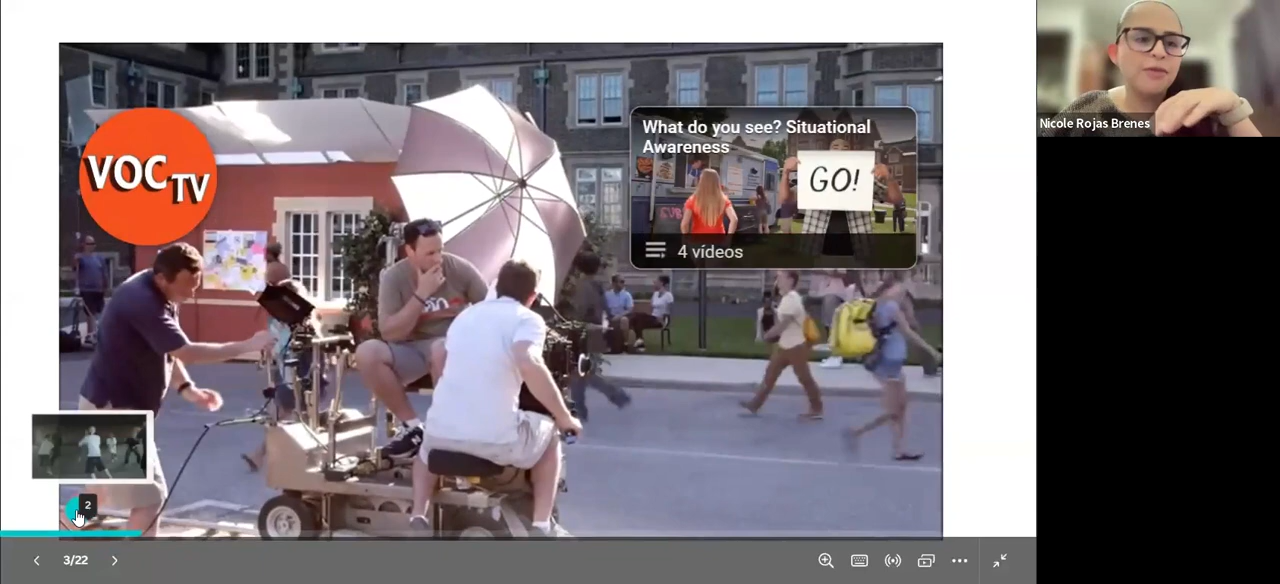 VOC TV
What do you see? Situational
Awareness
GO!
4 vídeos
Nicole Rojas Brenes
2
3/22